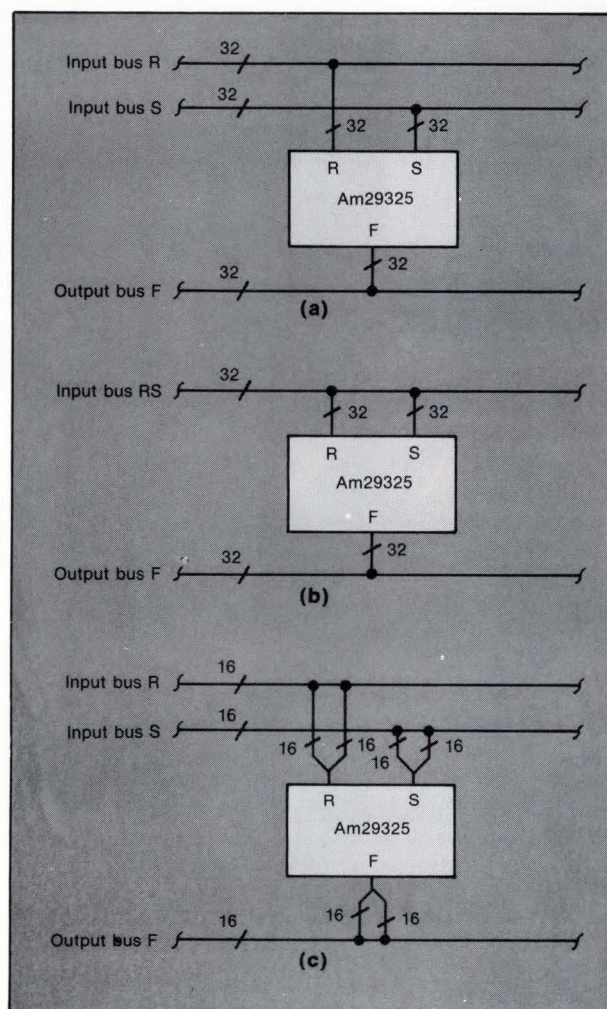 Input bus R 32
Input bus S 32
32 32
R S
Am29325
F
32
Output bus F 32
(a)
Input bus RS 32
32 32
R S
Am29325
F
32
Output bus F 32
(b)
Input bus R 16
Input bus S 16
16 16 16 16
R S
Am29325
F
16 16
Output bus F 16
(c)